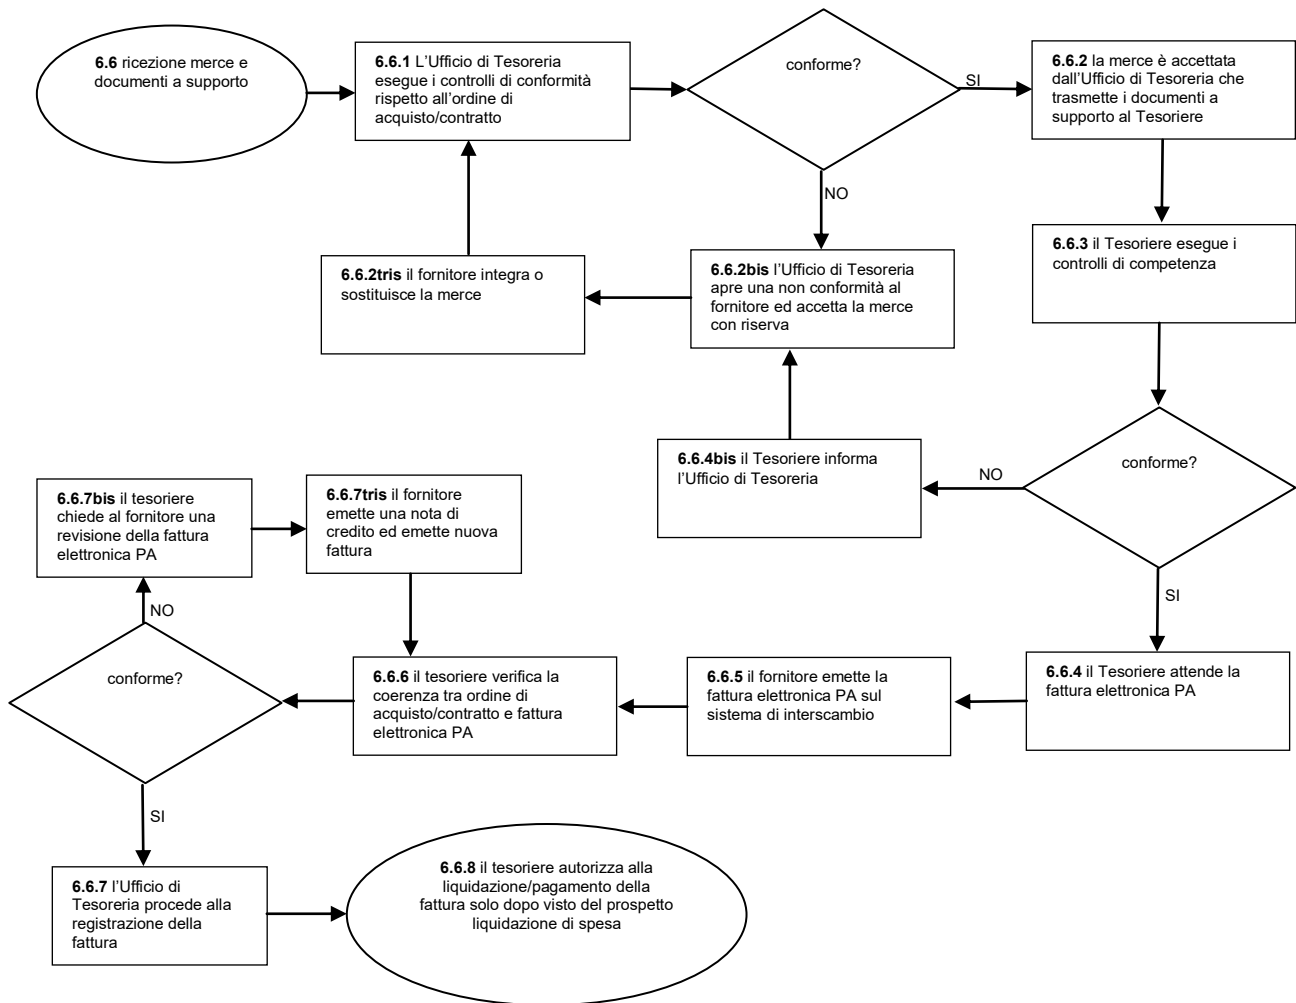 6.6 ricezione merce e
documenti a supporto
6.6.1 L'Ufficio di Tesoreria
esegue i controlli di conformità
rispetto all'ordine di
acquisto/contratto
conforme?
SI
6.6.2 la merce è accettata
dall'Ufficio di Tesoreria che
trasmette i documenti a
supporto al Tesoriere
NO
6.6.2tris il fornitore integra o
sostituisce la merce
6.6.2bis l'Ufficio di Tesoreria
apre una non conformità al
fornitore ed accetta la merce
con riserva
6.6.3 il Tesoriere esegue i
controlli di competenza
6.6.4bis il Tesoriere informa
l'Ufficio di Tesoreria
NO
conforme?
SI
6.6.7bis il tesoriere
chiede al fornitore una
revisione della fattura
elettronica PA
6.6.7tris il fornitore
emette una nota di
credito ed emette nuova
fattura
NO
conforme?
6.6.6 il tesoriere verifica la
coerenza tra ordine di
acquisto/contratto e fattura
elettronica PA
6.6.5 il fornitore emette la
fattura elettronica PA sul
sistema di interscambio
6.6.4 il Tesoriere attende la
fattura elettronica PA
SI
6.6.7 l'Ufficio di
Tesoreria procede alla
registrazione della
fattura
6.6.8 il tesoriere autorizza alla
liquidazione/pagamento della
fattura solo dopo visto del prospetto
liquidazione di spesa